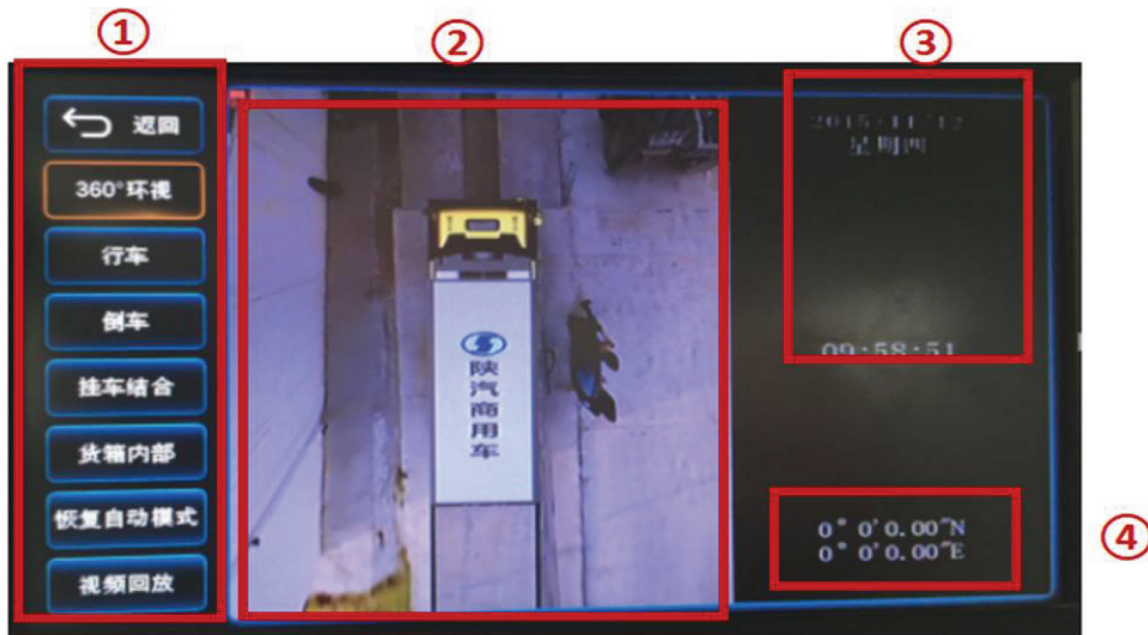 ①
②
③
④
返回
360°环视
行车
倒车
挂车结合
货箱内部
恢复自动模式
视频回放
陕汽商用车
2015-11-12
星期四
09:58:51
0° 0'0.00"N
0° 0'0.00"E